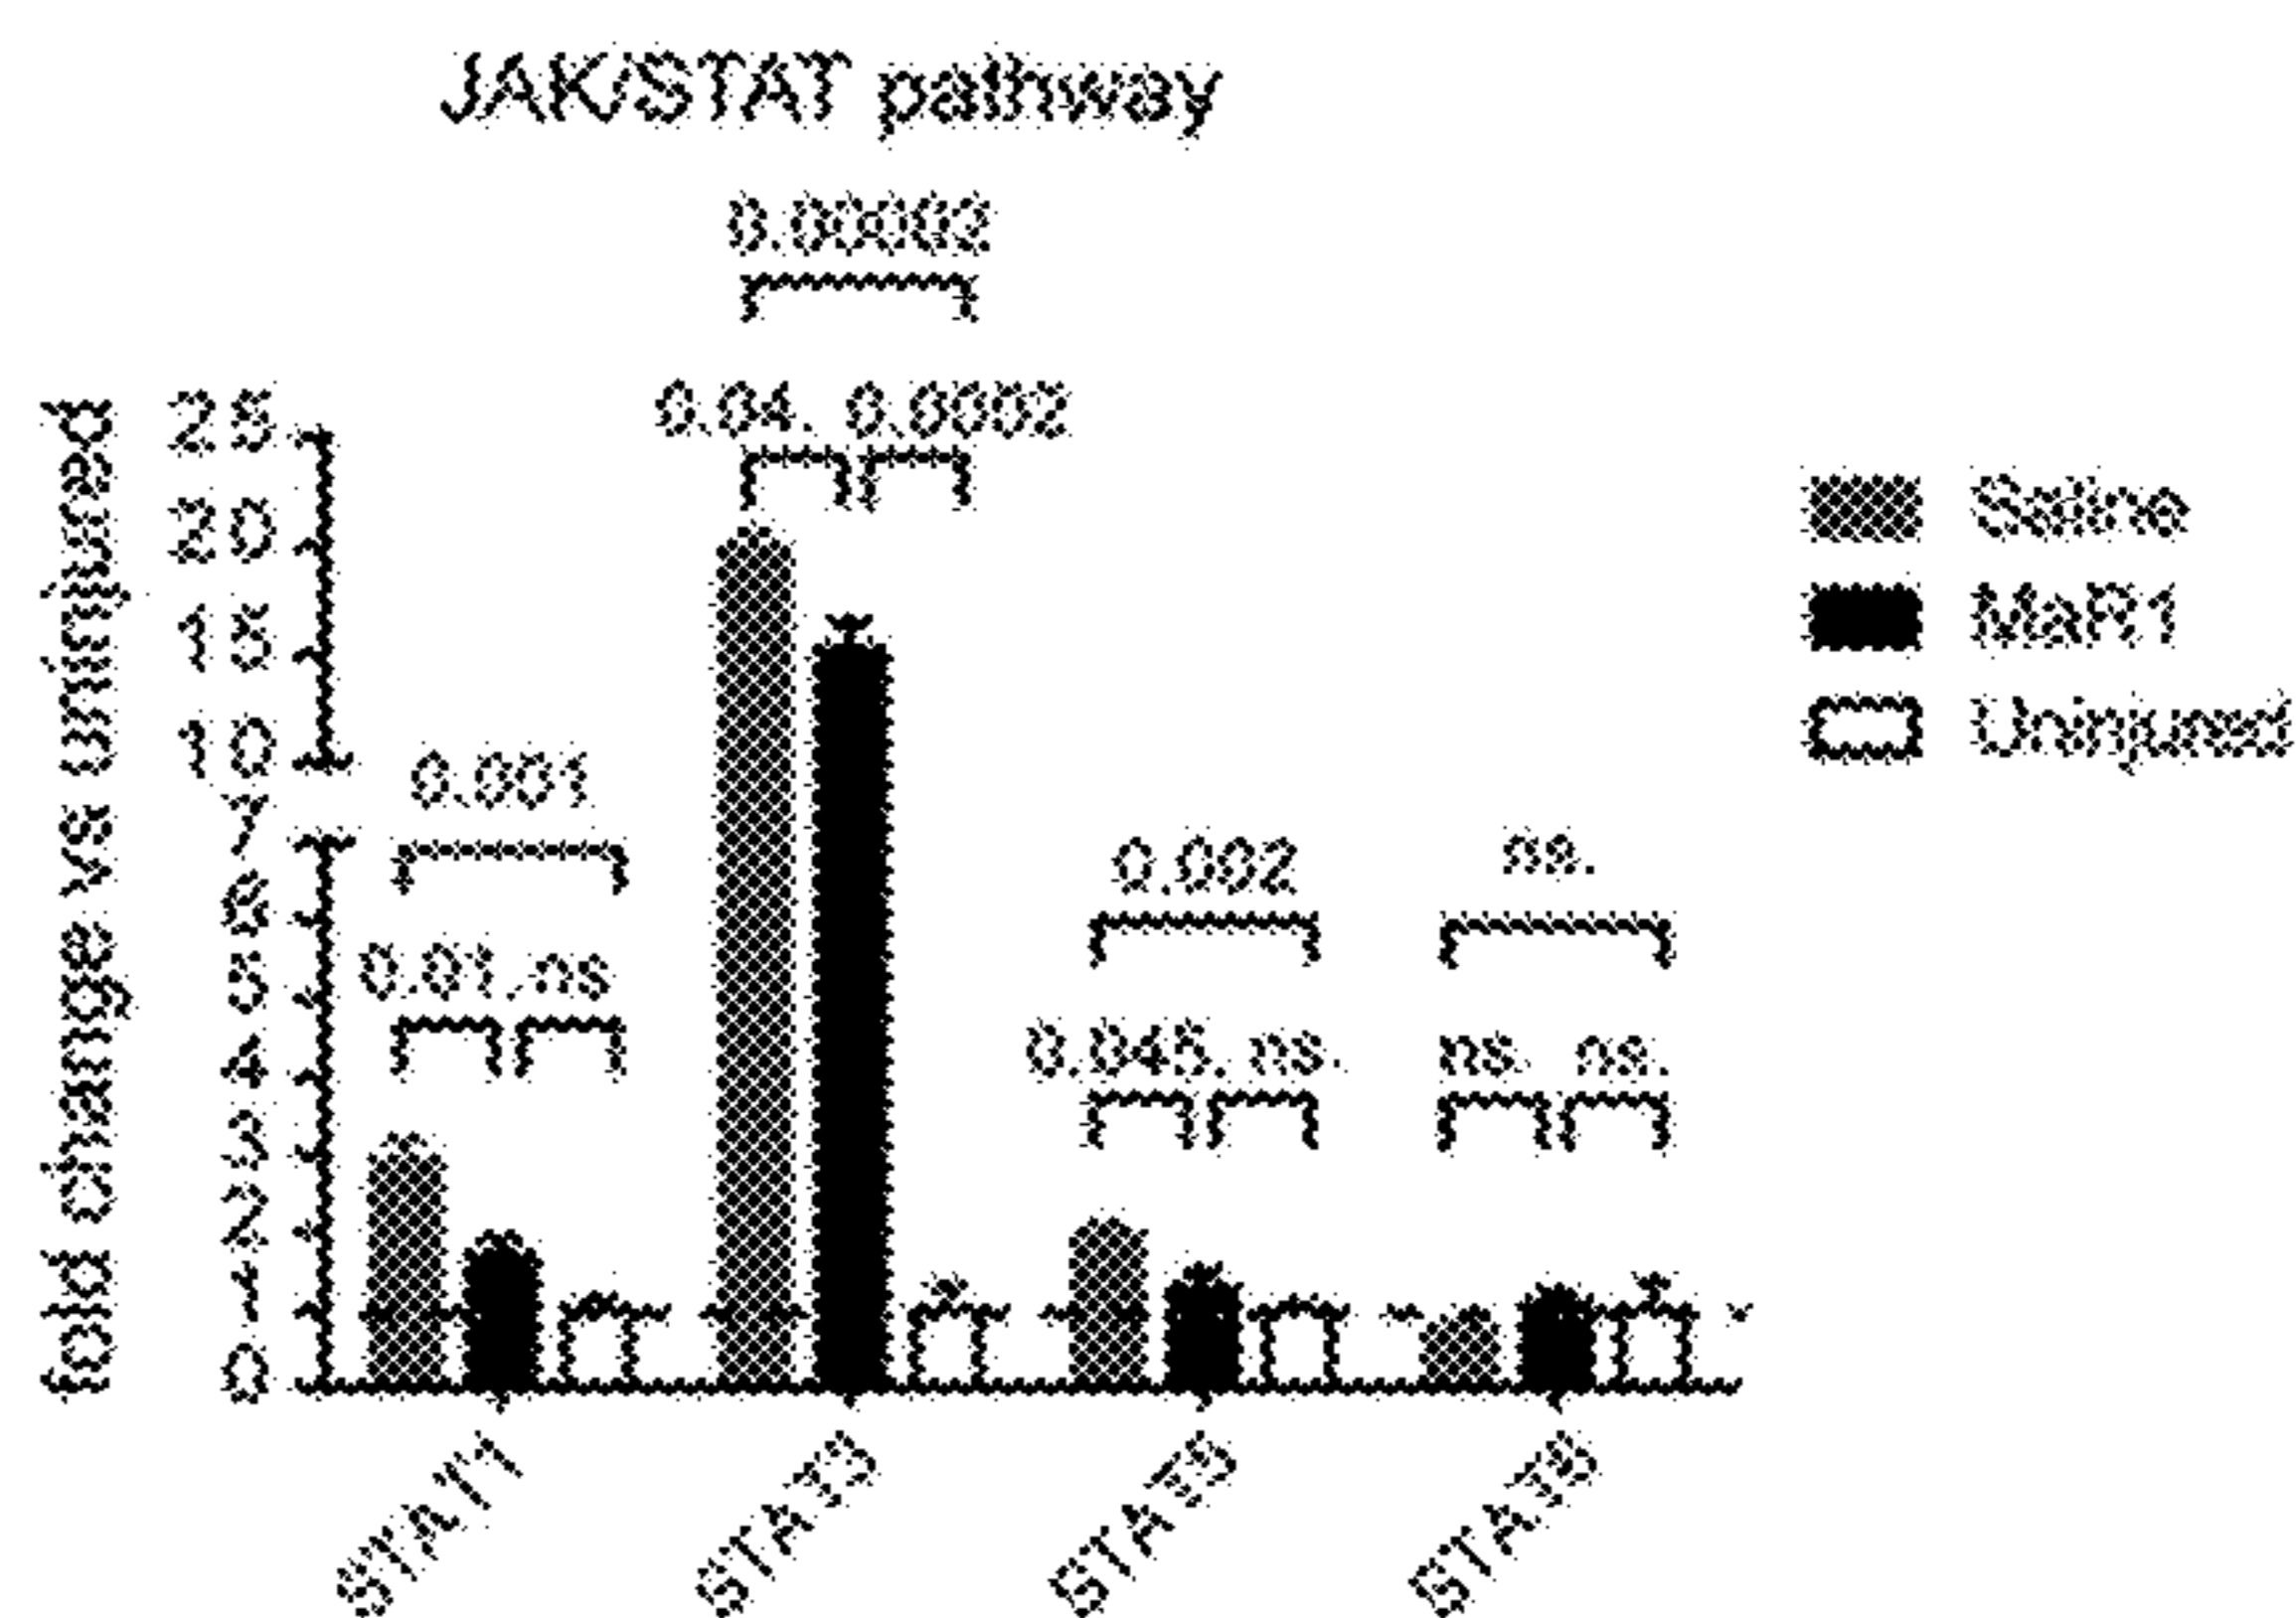 JAK/STAT pathway
0.00003
0.04. 0.0002
fold change vs uninjured
25
20
15
10
7
6
5
4
3
2
1
0
0.001
0.01. ns
0.002
0.045. ns.
ns.
ns. ns.
Saline
MaR1
Uninjured
STAT1
STAT3
STAT5